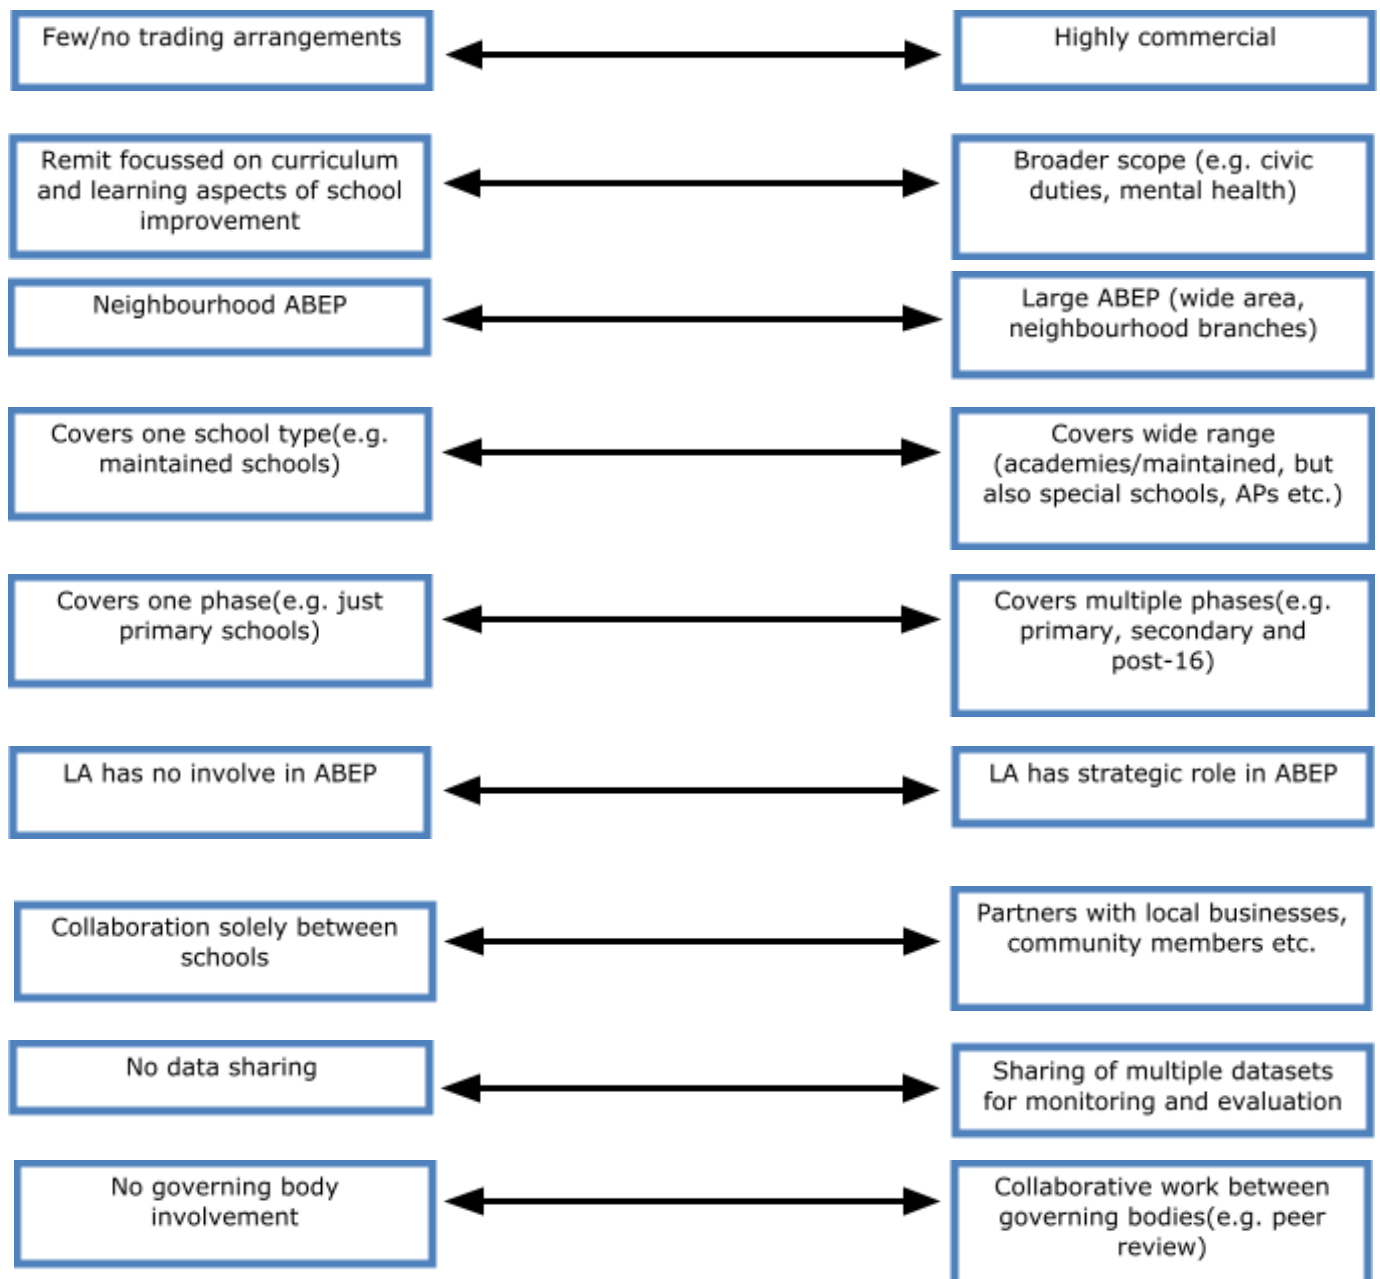 Few/no trading arrangements
Highly commercial
Remit focussed on curriculum
and learning aspects of school
improvement
Broader scope (e.g. civic
duties, mental health)
Neighbourhood ABEP
Large ABEP (wide area,
neighbourhood branches)
Covers one school type(e.g.
maintained schools)
Covers wide range
(academies/maintained, but
also special schools, APs etc.)
Covers one phase(e.g. just
primary schools)
Covers multiple phases(e.g.
primary, secondary and
post-16)
LA has no involve in ABEP
LA has strategic role in ABEP
Collaboration solely between
schools
Partners with local businesses,
community members etc.
No data sharing
Sharing of multiple datasets
for monitoring and evaluation
No governing body
involvement
Collaborative work between
governing bodies(e.g. peer
review)